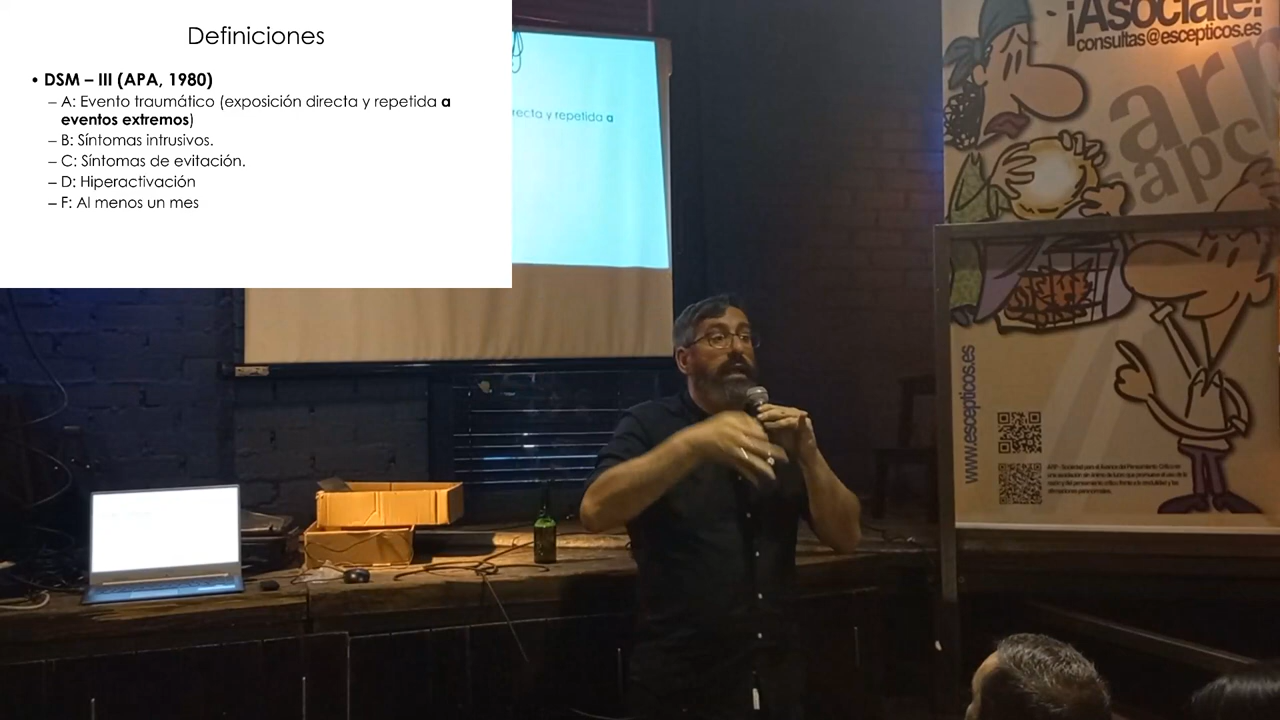 Definiciones
• DSM – III (APA, 1980)
– A: Evento traumático (exposición directa y repetida a
eventos extremos)
– B: Síntomas intrusivos.
– C: Síntomas de evitación.
– D: Hiperactivación
– F: Al menos un mes
recta y repetida a
¡Asóciate!
consultas@escepticos.es
arp
sapc
www.escepticos.es